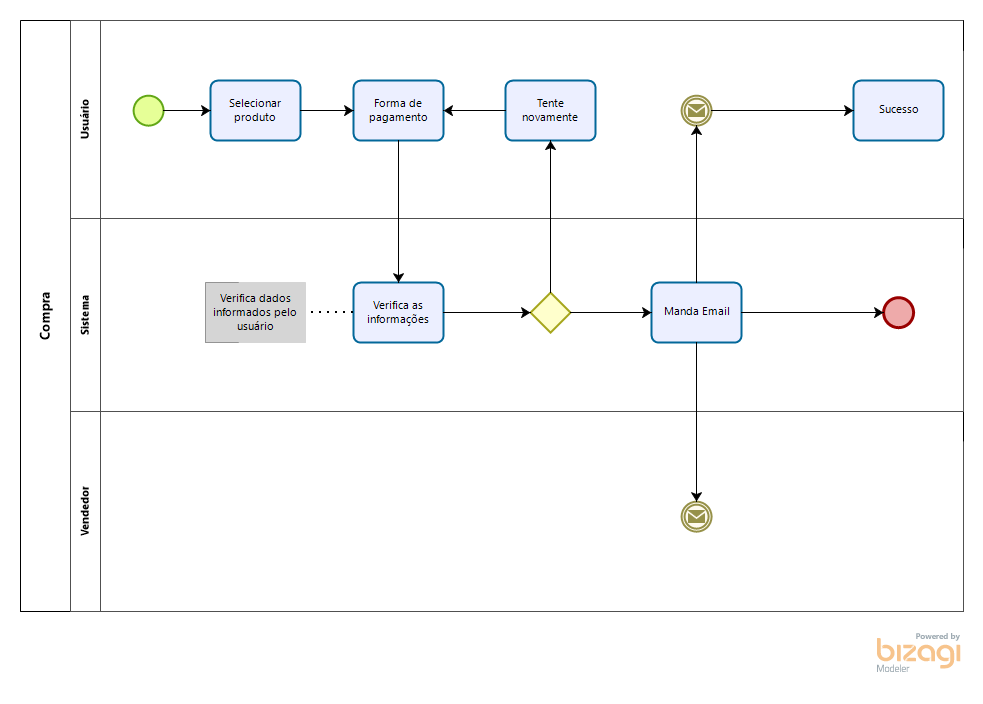 Compra
Usuário
Selecionar
produto
Forma de
pagamento
Tente
novamente
Sucesso
Sistema
Verifica dados
informados pelo
usuário
Verifica as
informações
Manda Email
Vendedor
Powered by
bizagi
Modeler